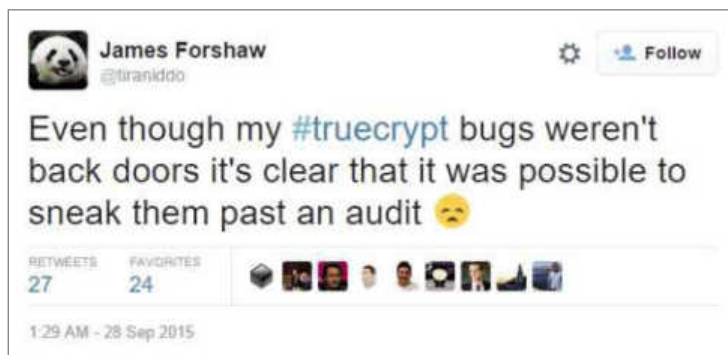 James Forshaw
@tiraniddo
Follow
Even though my #truecrypt bugs weren't
back doors it's clear that it was possible to
sneak them past an audit 😞
RETWEETS FAVORITES
27 24
1:29 AM - 28 Sep 2015